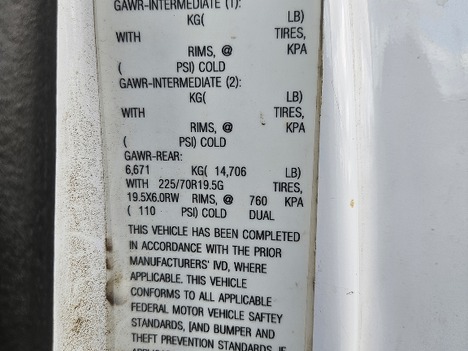 GAWR-INTERMEDIATE (1):
KG( LB)
WITH TIRES,
RIMS, @ KPA
( PSI) COLD
GAWR-INTERMEDIATE (2):
KG( LB)
WITH TIRES,
RIMS, @ KPA
( PSI) COLD
GAWR-REAR:
6,671 KG( 14,706 LB)
WITH 225/70R19.5G TIRES,
19.5X6.0RW RIMS, @ 760 KPA
( 110 PSI) COLD DUAL
THIS VEHICLE HAS BEEN COMPLETED
IN ACCORDANCE WITH THE PRIOR
MANUFACTURERS' IVD, WHERE
APPLICABLE. THIS VEHICLE
CONFORMS TO ALL APPLICABLE
FEDERAL MOTOR VEHICLE SAFTEY
STANDARDS, [AND BUMPER AND
THEFT PREVENTION STANDARDS, IF